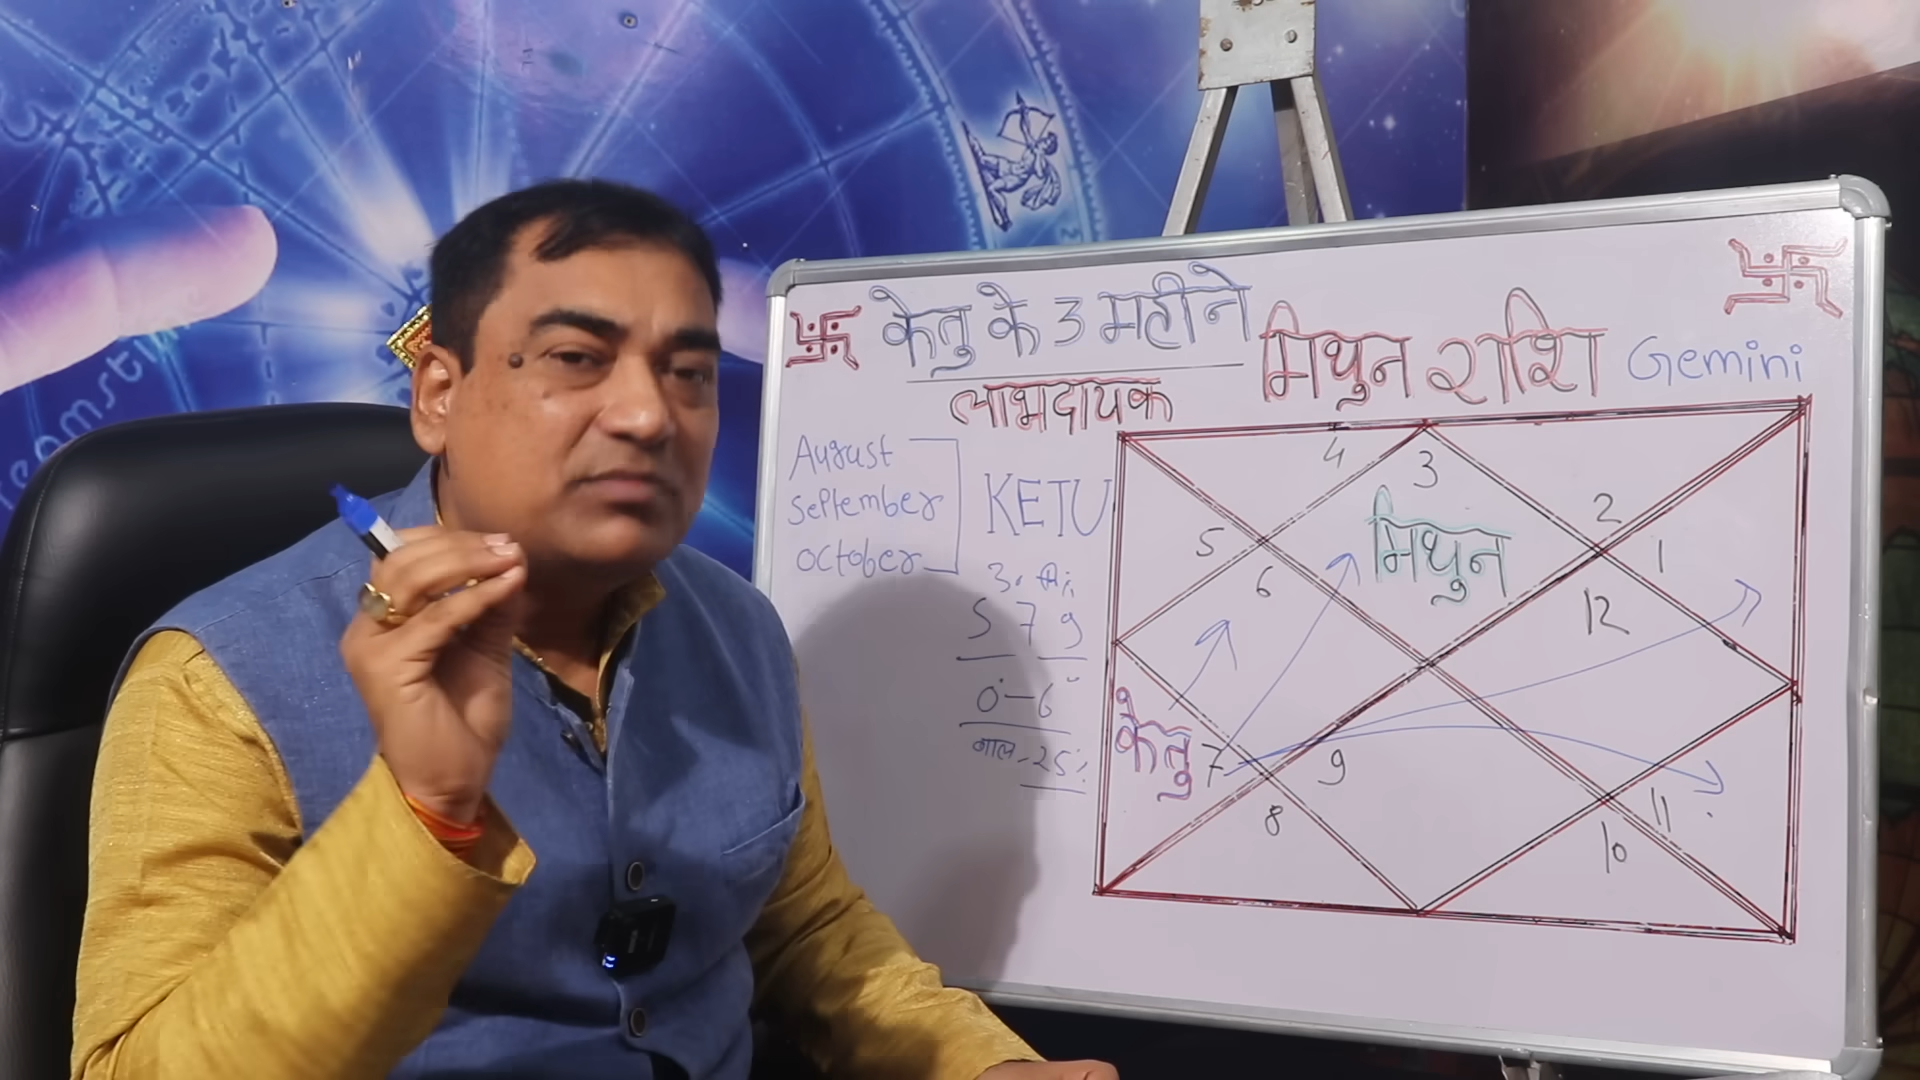 केतु के 3 महीने
लाभदायक
मिथुन राशि Gemini
August
September
October
KETU
5 7 9
0°-6°
बाल-25%
4
3
2
मिथुन
5
6
1
12
केतु 7
9
8
11
10